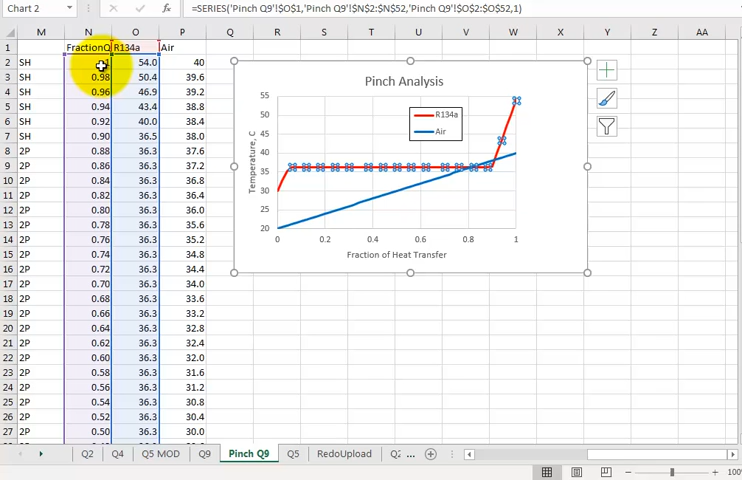 Chart 2 =SERIES('Pinch Q9'!$O$1,'Pinch Q9'!$N$2:$N$52,'Pinch Q9'!$O$2:$O$52,1)
M N O P Q R S T U V W X Y Z AA
1 FractionQ R134a Air
2 SH 1 54.0 40
3 SH 0.98 50.4 39.6
4 SH 0.96 46.9 39.2
5 SH 0.94 43.4 38.8
6 SH 0.92 40.0 38.4
7 SH 0.90 36.5 38.0
8 2P 0.88 36.3 37.6
9 2P 0.86 36.3 37.2
10 2P 0.84 36.3 36.8
11 2P 0.82 36.3 36.4
12 2P 0.80 36.3 36.0
13 2P 0.78 36.3 35.6
14 2P 0.76 36.3 35.2
15 2P 0.74 36.3 34.8
16 2P 0.72 36.3 34.4
17 2P 0.70 36.3 34.0
18 2P 0.68 36.3 33.6
19 2P 0.66 36.3 33.2
20 2P 0.64 36.3 32.8
21 2P 0.62 36.3 32.4
22 2P 0.60 36.3 32.0
23 2P 0.58 36.3 31.6
24 2P 0.56 36.3 31.2
25 2P 0.54 36.3 30.8
26 2P 0.52 36.3 30.4
27 2P 0.50 36.3 30.0
Pinch Analysis
Temperature, C
55
50
45
40
35
30
25
20
R134a
Air
0 0.2 0.4 0.6 0.8 1
Fraction of Heat Transfer
Q2 Q4 Q5 MOD Q9 Pinch Q9 Q5 RedoUpload ...
100%